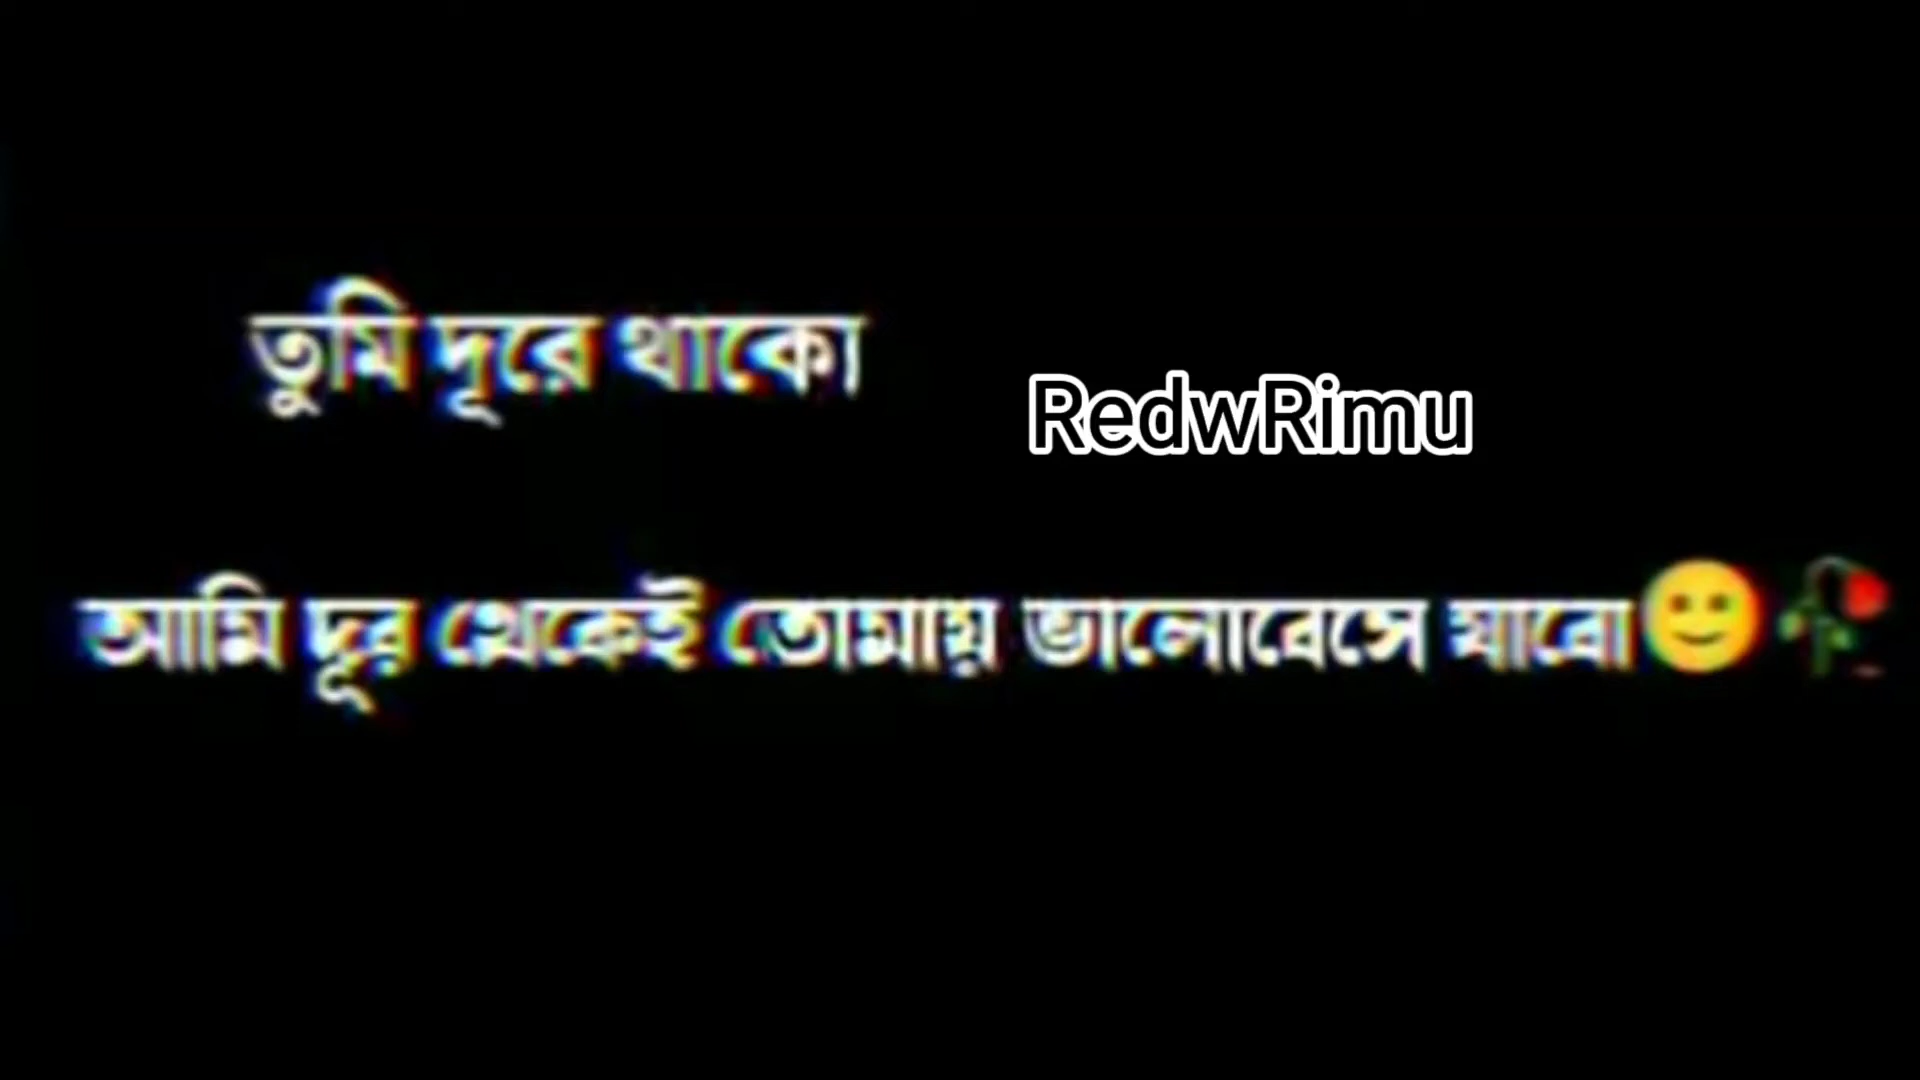 তুমি দূরে থাকো
RedwRimu
আমি দূর থেকেই তোমায় ভালোবেসে যাবো🙂🥀